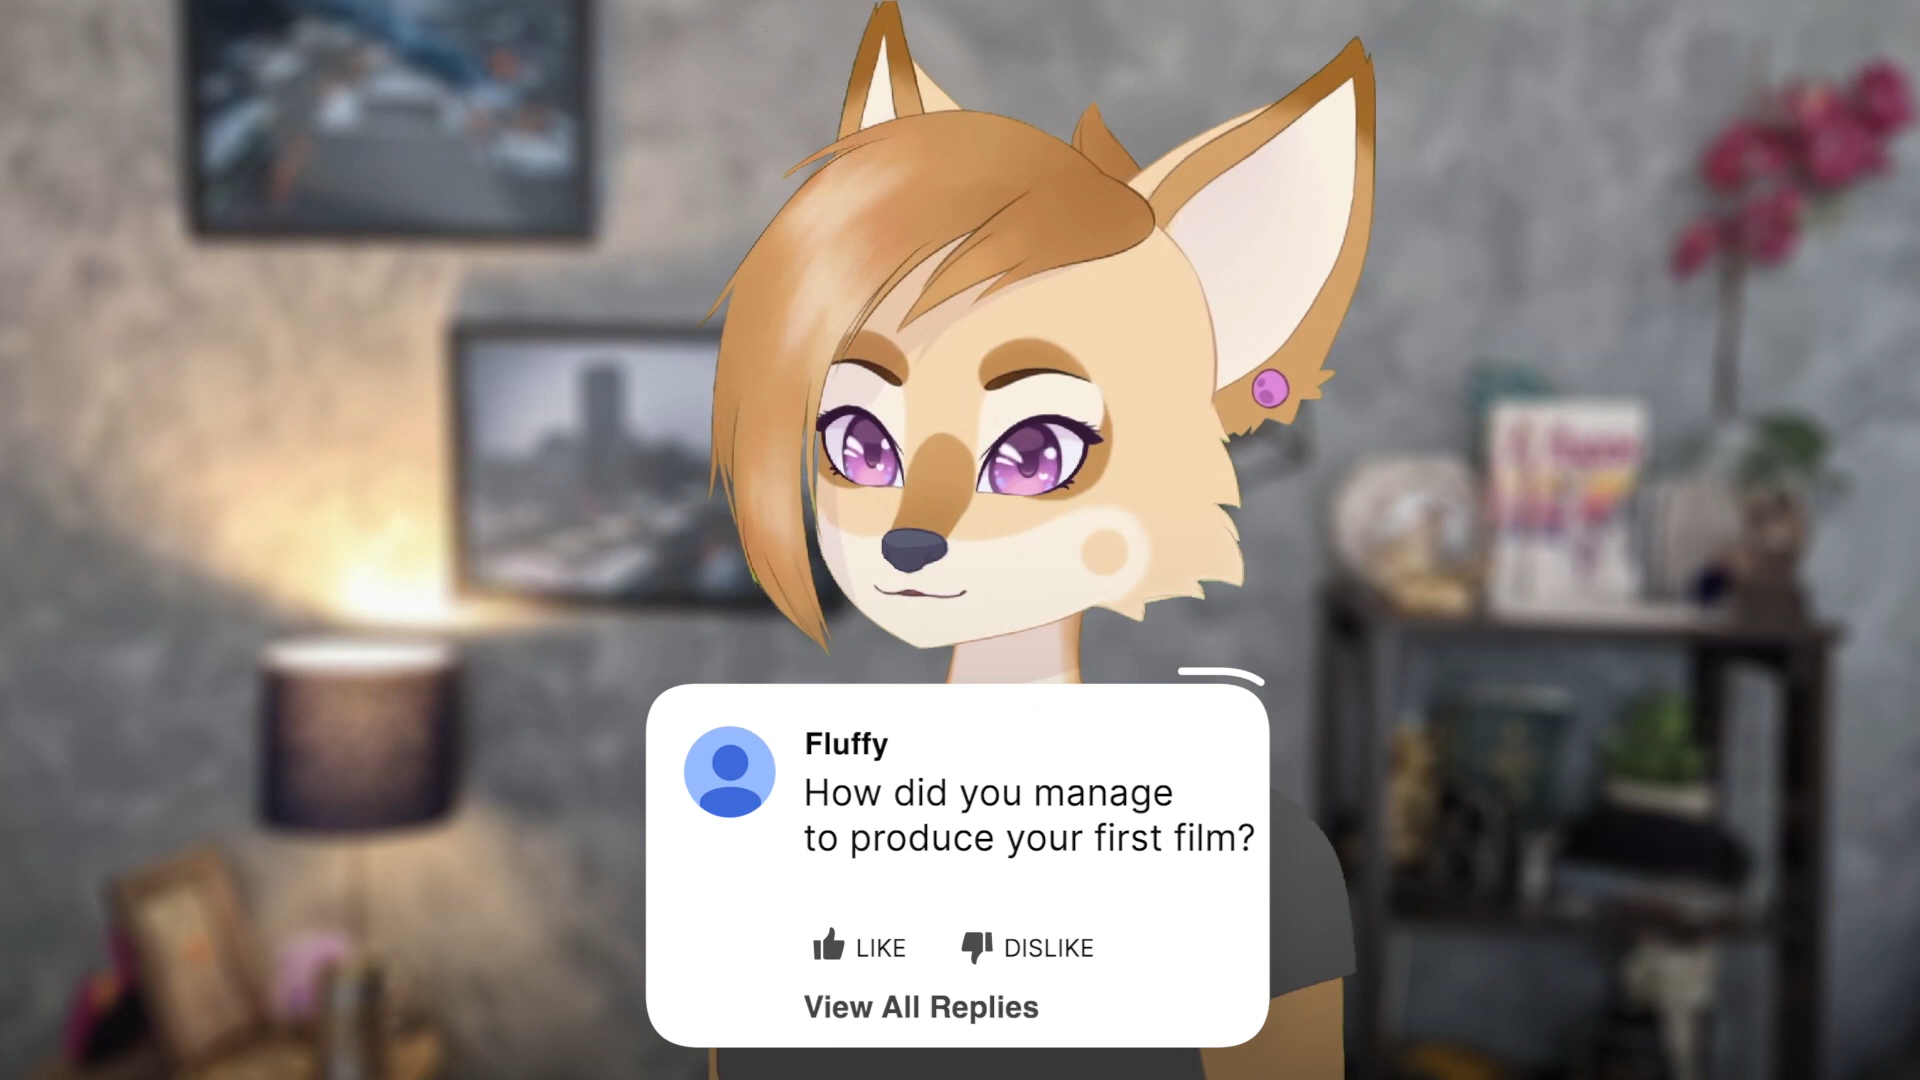 Fluffy
How did you manage
to produce your first film?
LIKE DISLIKE
View All Replies